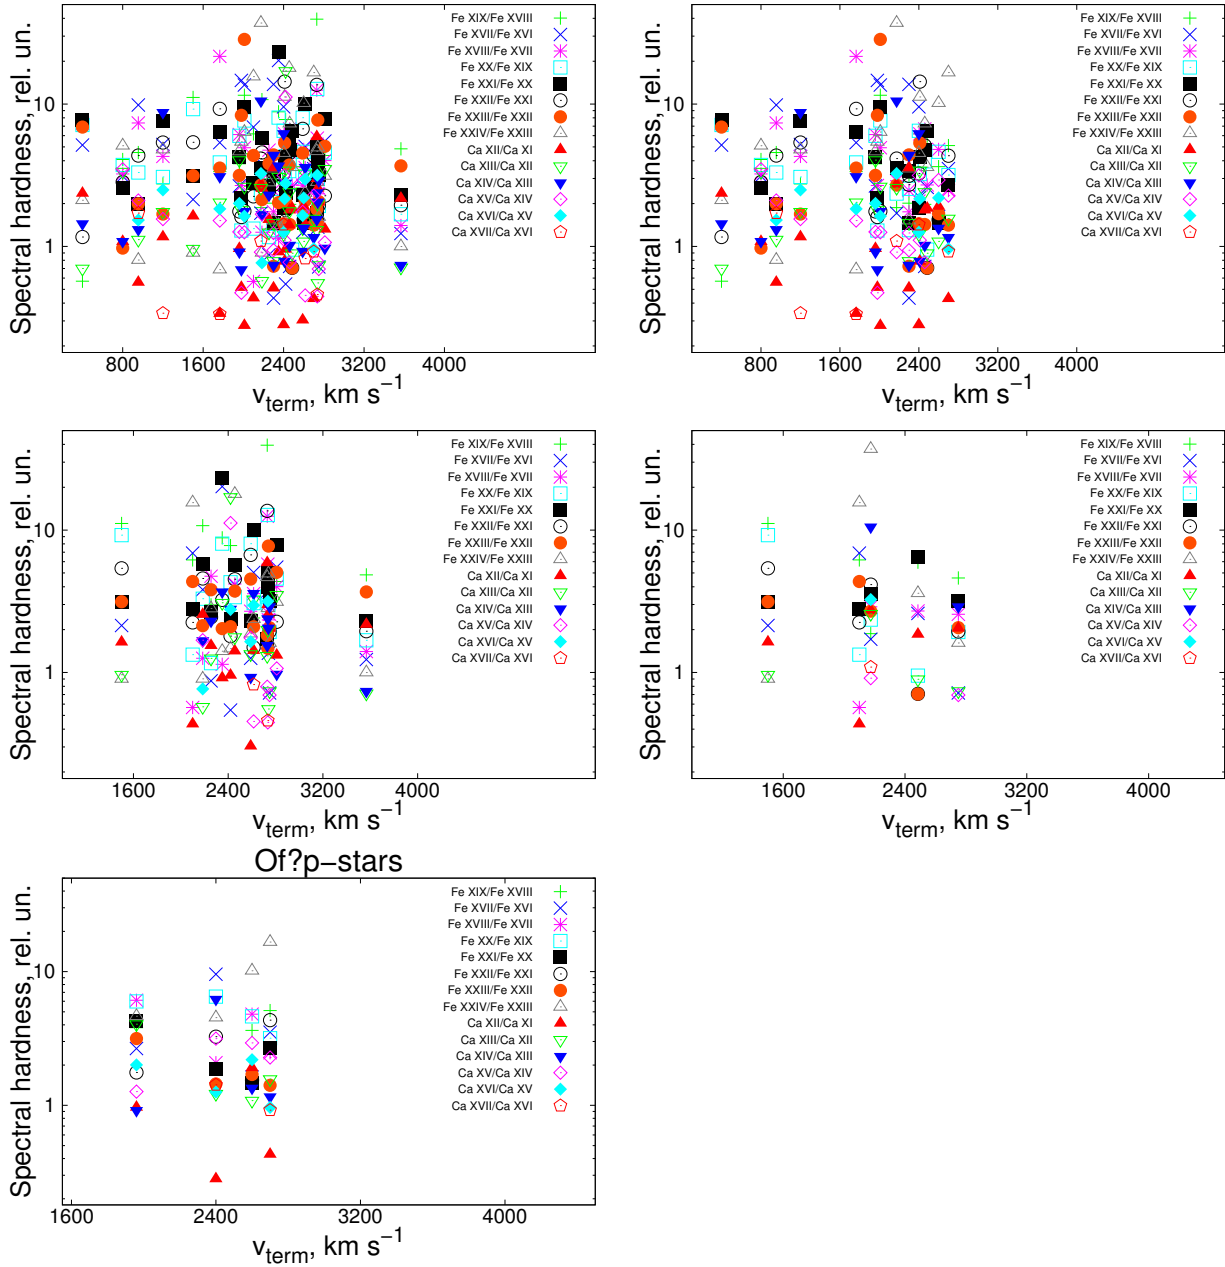 Spectral hardness, rel. un.
10
1
800
1600
2400
3200
4000
v_term, km s⁻¹
Fe XIX/Fe XVIII
Fe XVII/Fe XVI
Fe XVIII/Fe XVII
Fe XX/Fe XIX
Fe XXI/Fe XX
Fe XXII/Fe XXI
Fe XXIII/Fe XXII
Fe XXIV/Fe XXIII
Ca XII/Ca XI
Ca XIII/Ca XII
Ca XIV/Ca XIII
Ca XV/Ca XIV
Ca XVI/Ca XV
Ca XVII/Ca XVI
Spectral hardness, rel. un.
10
1
800
1600
2400
3200
4000
v_term, km s⁻¹
Fe XIX/Fe XVIII
Fe XVII/Fe XVI
Fe XVIII/Fe XVII
Fe XX/Fe XIX
Fe XXI/Fe XX
Fe XXII/Fe XXI
Fe XXIII/Fe XXII
Fe XXIV/Fe XXIII
Ca XII/Ca XI
Ca XIII/Ca XII
Ca XIV/Ca XIII
Ca XV/Ca XIV
Ca XVI/Ca XV
Ca XVII/Ca XVI
Spectral hardness, rel. un.
10
1
1600
2400
3200
4000
v_term, km s⁻¹
Fe XIX/Fe XVIII
Fe XVII/Fe XVI
Fe XVIII/Fe XVII
Fe XX/Fe XIX
Fe XXI/Fe XX
Fe XXII/Fe XXI
Fe XXIII/Fe XXII
Fe XXIV/Fe XXIII
Ca XII/Ca XI
Ca XIII/Ca XII
Ca XIV/Ca XIII
Ca XV/Ca XIV
Ca XVI/Ca XV
Ca XVII/Ca XVI
Spectral hardness, rel. un.
10
1
1600
2400
3200
4000
v_term, km s⁻¹
Fe XIX/Fe XVIII
Fe XVII/Fe XVI
Fe XVIII/Fe XVII
Fe XX/Fe XIX
Fe XXI/Fe XX
Fe XXII/Fe XXI
Fe XXIII/Fe XXII
Fe XXIV/Fe XXIII
Ca XII/Ca XI
Ca XIII/Ca XII
Ca XIV/Ca XIII
Ca XV/Ca XIV
Ca XVI/Ca XV
Ca XVII/Ca XVI
Of?p−stars
Spectral hardness, rel. un.
10
1
1600
2400
3200
4000
v_term, km s⁻¹
Fe XIX/Fe XVIII
Fe XVII/Fe XVI
Fe XVIII/Fe XVII
Fe XX/Fe XIX
Fe XXI/Fe XX
Fe XXII/Fe XXI
Fe XXIII/Fe XXII
Fe XXIV/Fe XXIII
Ca XII/Ca XI
Ca XIII/Ca XII
Ca XIV/Ca XIII
Ca XV/Ca XIV
Ca XVI/Ca XV
Ca XVII/Ca XVI